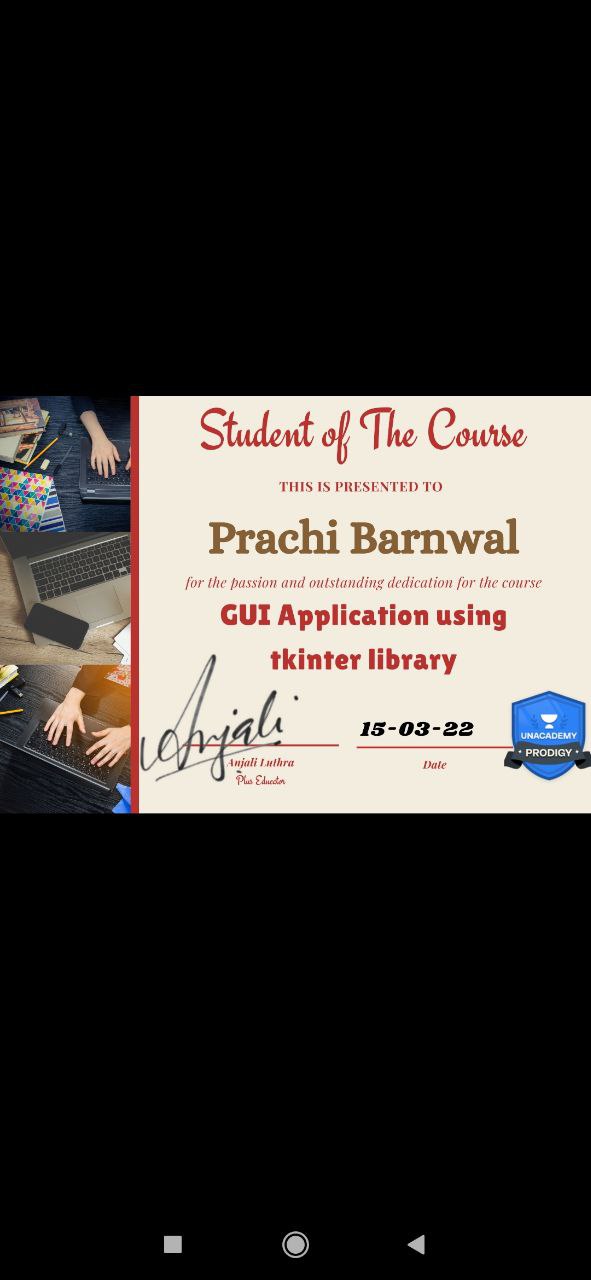 Student of The Course
THIS IS PRESENTED TO
Prachi Barnwal
for the passion and outstanding dedication for the course
GUI Application using
tkinter library
Anjali
15-03-22
Anjali Luthra
Date
Plus Educator
UNACADEMY
PRODIGY